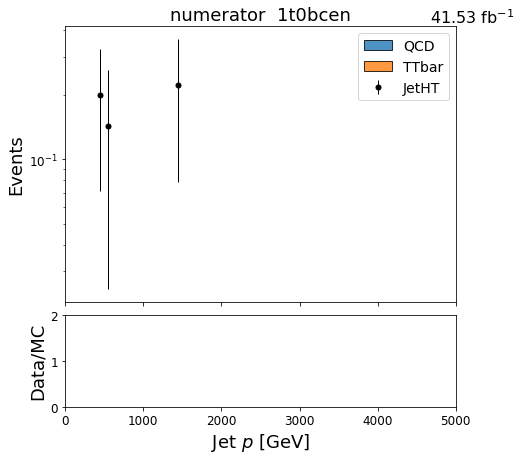 numerator  1t0bcen
41.53 fb⁻¹
QCD
TTbar
JetHT
Events
10⁻¹
Data/MC
2
1
0
0 1000 2000 3000 4000 5000
Jet p [GeV]